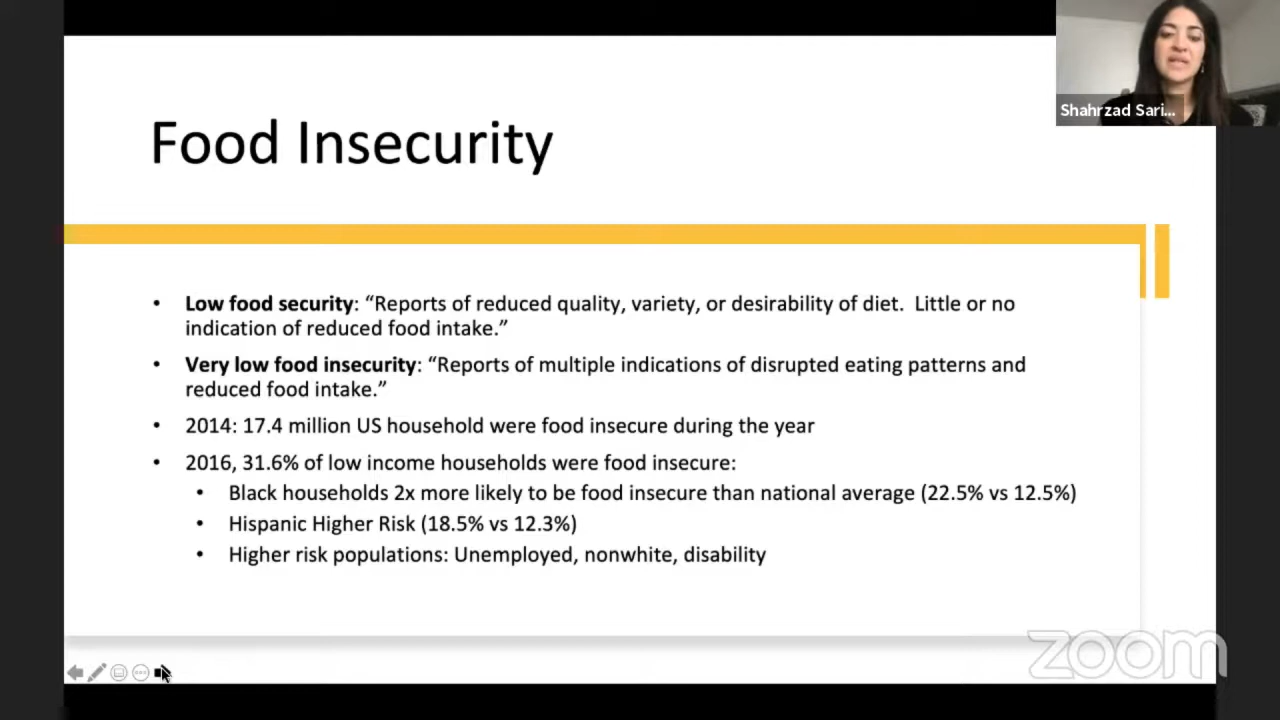 Shahrzad Sari...
Food Insecurity
• Low food security: “Reports of reduced quality, variety, or desirability of diet.  Little or no
indication of reduced food intake.”
• Very low food insecurity: “Reports of multiple indications of disrupted eating patterns and
reduced food intake.”
• 2014: 17.4 million US household were food insecure during the year
• 2016, 31.6% of low income households were food insecure:
• Black households 2x more likely to be food insecure than national average (22.5% vs 12.5%)
• Hispanic Higher Risk (18.5% vs 12.3%)
• Higher risk populations: Unemployed, nonwhite, disability
zoom